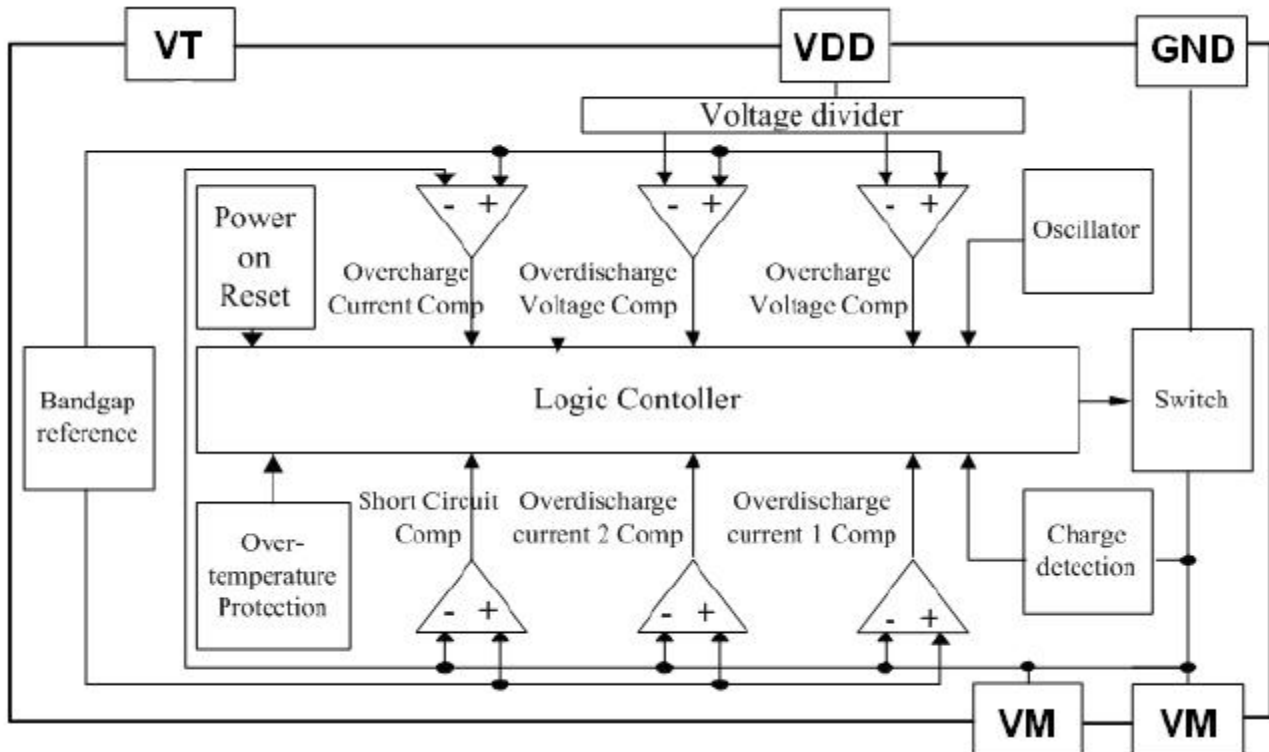 VT
VDD
GND
Voltage divider
- +
- +
- +
Power
on
Reset
Overcharge
Current Comp
Overdischarge
Voltage Comp
Overcharge
Voltage Comp
Oscillator
Bandgap
reference
Logic Contoller
Switch
Over-
temperature
Protection
Short Circuit
Comp
Overdischarge
current 2 Comp
Overdischarge
current 1 Comp
Charge
detection
- +
- +
- +
VM
VM